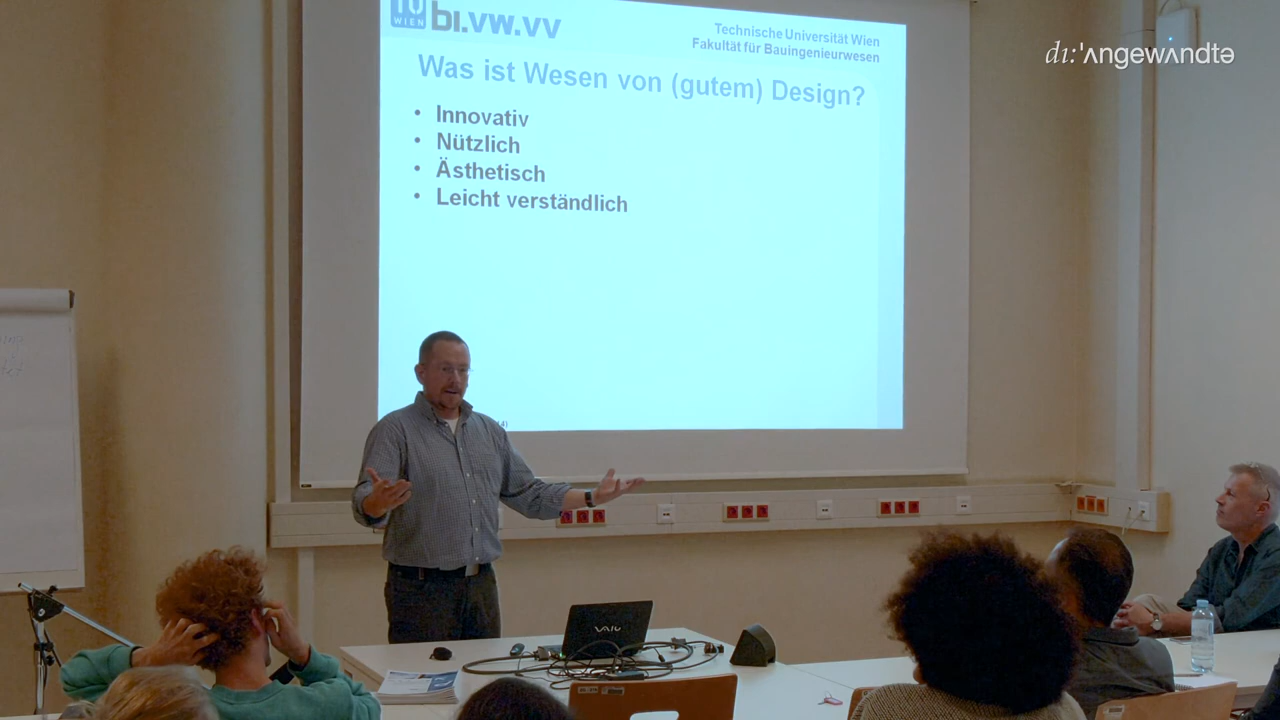 TU
WIEN
bi.vw.vv
Technische Universität Wien
Fakultät für Bauingenieurwesen
dı:'ʌngewʌndtə
Was ist Wesen von (gutem) Design?
• Innovativ
• Nützlich
• Ästhetisch
• Leicht verständlich
VAIO